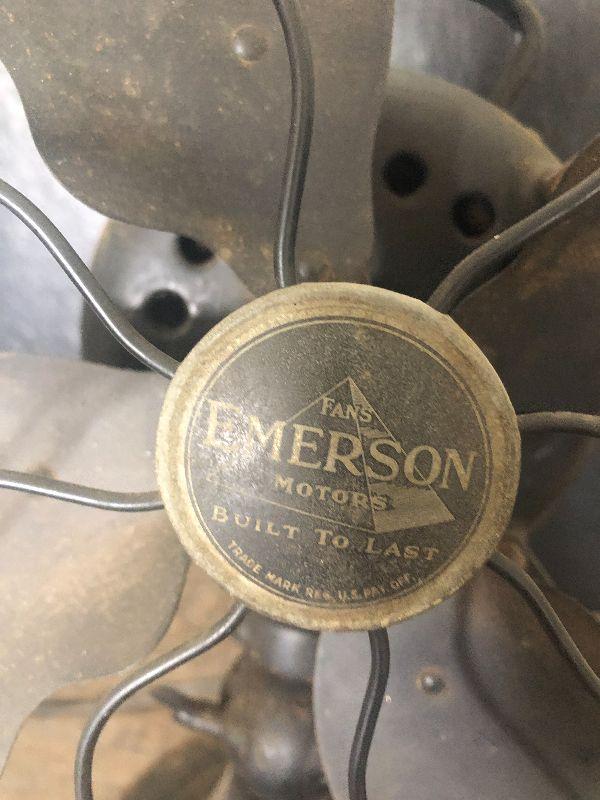 FANS
EMERSON
MOTORS
BUILT TO LAST
TRADE MARK REG. U.S. PAT. OFF.